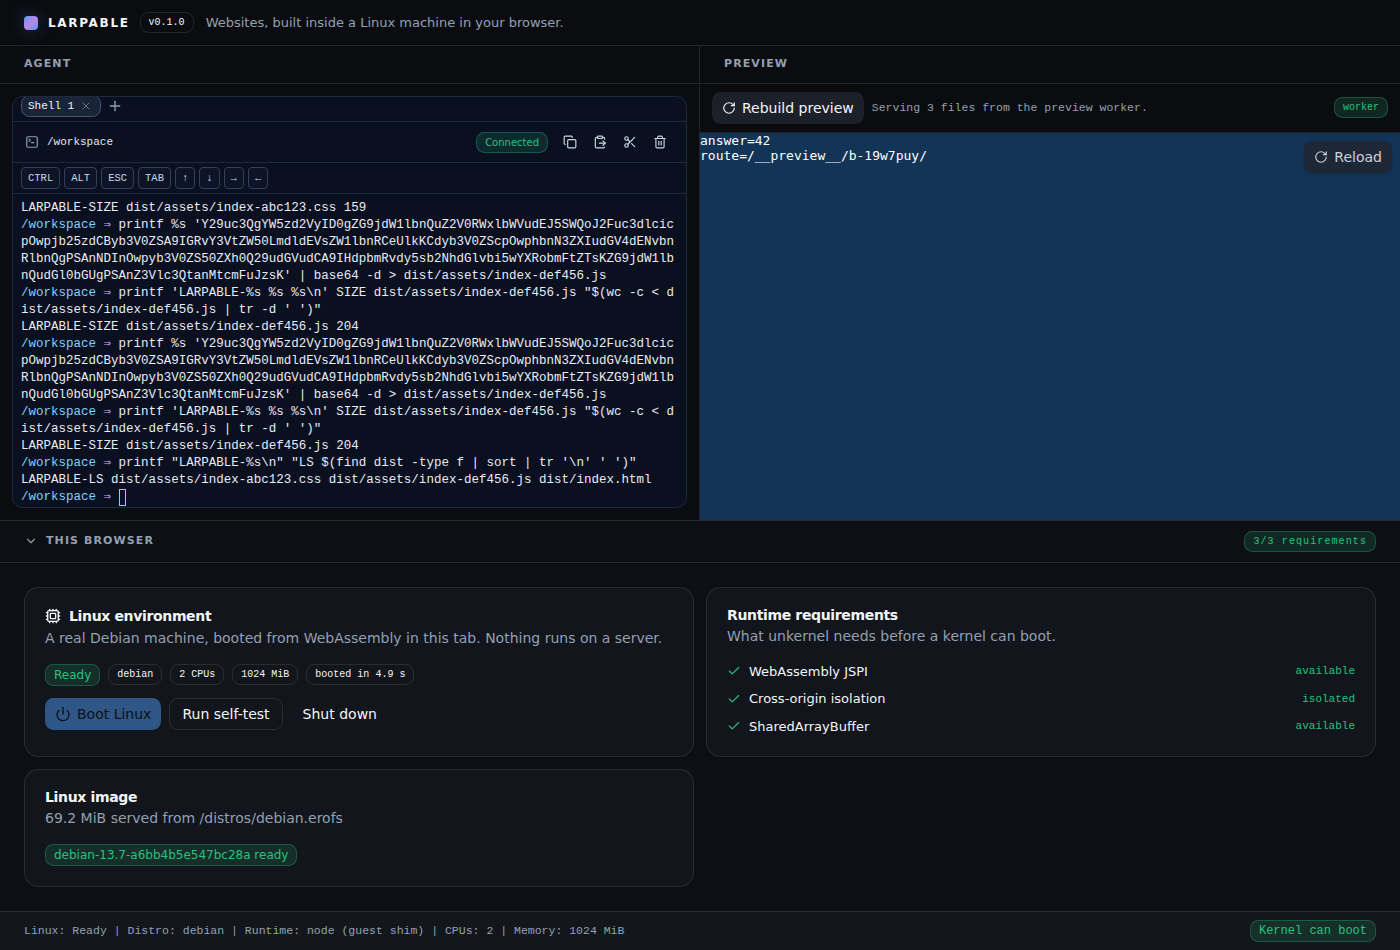 LARPABLE v0.1.0 Websites, built inside a Linux machine in your browser.
AGENT
PREVIEW
Shell 1
Rebuild preview Serving 3 files from the preview worker. worker
/workspace Connected
answer=42
route=/__preview__/b-19w7puy/
Reload
CTRL ALT ESC TAB ↑ ↓ → ←
LARPABLE-SIZE dist/assets/index-abc123.css 159
/workspace ⇒ printf %s 'Y29uc3QgYW5zd2VyID0gZG9jdW1lbnQuZ2V0RWxlbWVudEJ5SWQoJ2Fuc3dlcic
pOwpjb25zdCByb3V0ZSA9IGRvY3VtZW50LmdldEVsZW1lbnRCeUlkKCdyb3V0ZScpOwphbnN3ZXIudGV4dENvbn
RlbnQgPSAnNDInOwpyb3V0ZS50ZXh0Q29udGVudCA9IHdpbmRvdy5sb2NhdGlvbi5wYXRobmFtZTsKZG9jdW1lb
nQudGl0bGUgPSAnZ3Vlc3QtanMtcmFuJzsK' | base64 -d > dist/assets/index-def456.js
/workspace ⇒ printf 'LARPABLE-%s %s %s\n' SIZE dist/assets/index-def456.js "$(wc -c < d
ist/assets/index-def456.js | tr -d ' ')"
LARPABLE-SIZE dist/assets/index-def456.js 204
/workspace ⇒ printf %s 'Y29uc3QgYW5zd2VyID0gZG9jdW1lbnQuZ2V0RWxlbWVudEJ5SWQoJ2Fuc3dlcic
pOwpjb25zdCByb3V0ZSA9IGRvY3VtZW50LmdldEVsZW1lbnRCeUlkKCdyb3V0ZScpOwphbnN3ZXIudGV4dENvbn
RlbnQgPSAnNDInOwpyb3V0ZS50ZXh0Q29udGVudCA9IHdpbmRvdy5sb2NhdGlvbi5wYXRobmFtZTsKZG9jdW1lb
nQudGl0bGUgPSAnZ3Vlc3QtanMtcmFuJzsK' | base64 -d > dist/assets/index-def456.js
/workspace ⇒ printf 'LARPABLE-%s %s %s\n' SIZE dist/assets/index-def456.js "$(wc -c < d
ist/assets/index-def456.js | tr -d ' ')"
LARPABLE-SIZE dist/assets/index-def456.js 204
/workspace ⇒ printf "LARPABLE-%s\n" "LS $(find dist -type f | sort | tr '\n' ' ')"
LARPABLE-LS dist/assets/index-abc123.css dist/assets/index-def456.js dist/index.html
/workspace ⇒
THIS BROWSER 3/3 requirements
Linux environment
A real Debian machine, booted from WebAssembly in this tab. Nothing runs on a server.
Ready debian 2 CPUs 1024 MiB booted in 4.9 s
Boot Linux Run self-test Shut down
Runtime requirements
What unkernel needs before a kernel can boot.
WebAssembly JSPI available
Cross-origin isolation isolated
SharedArrayBuffer available
Linux image
69.2 MiB served from /distros/debian.erofs
debian-13.7-a6bb4b5e547bc28a ready
Linux: Ready | Distro: debian | Runtime: node (guest shim) | CPUs: 2 | Memory: 1024 MiB Kernel can boot